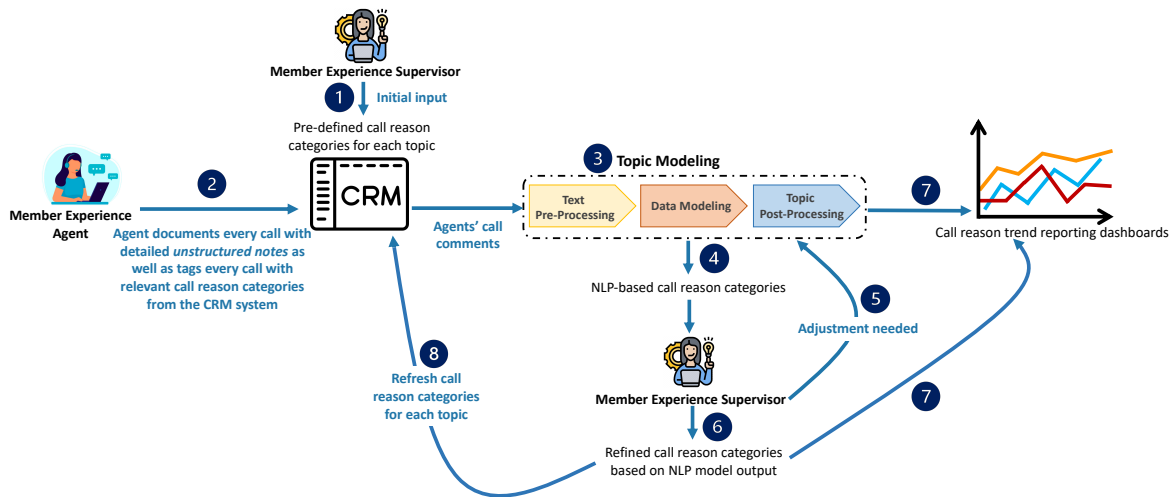 Member Experience Supervisor
1
Initial input
Pre-defined call reason
categories for each topic
CRM
Member Experience
Agent
2
Agent documents every call with
detailed unstructured notes as
well as tags every call with
relevant call reason categories
from the CRM system
Agents' call
comments
3
Topic Modeling
Text
Pre-Processing
Data Modeling
Topic
Post-Processing
7
Call reason trend reporting dashboards
4
NLP-based call reason categories
5
Adjustment needed
Member Experience Supervisor
6
Refined call reason categories
based on NLP model output
7
8
Refresh call
reason categories
for each topic